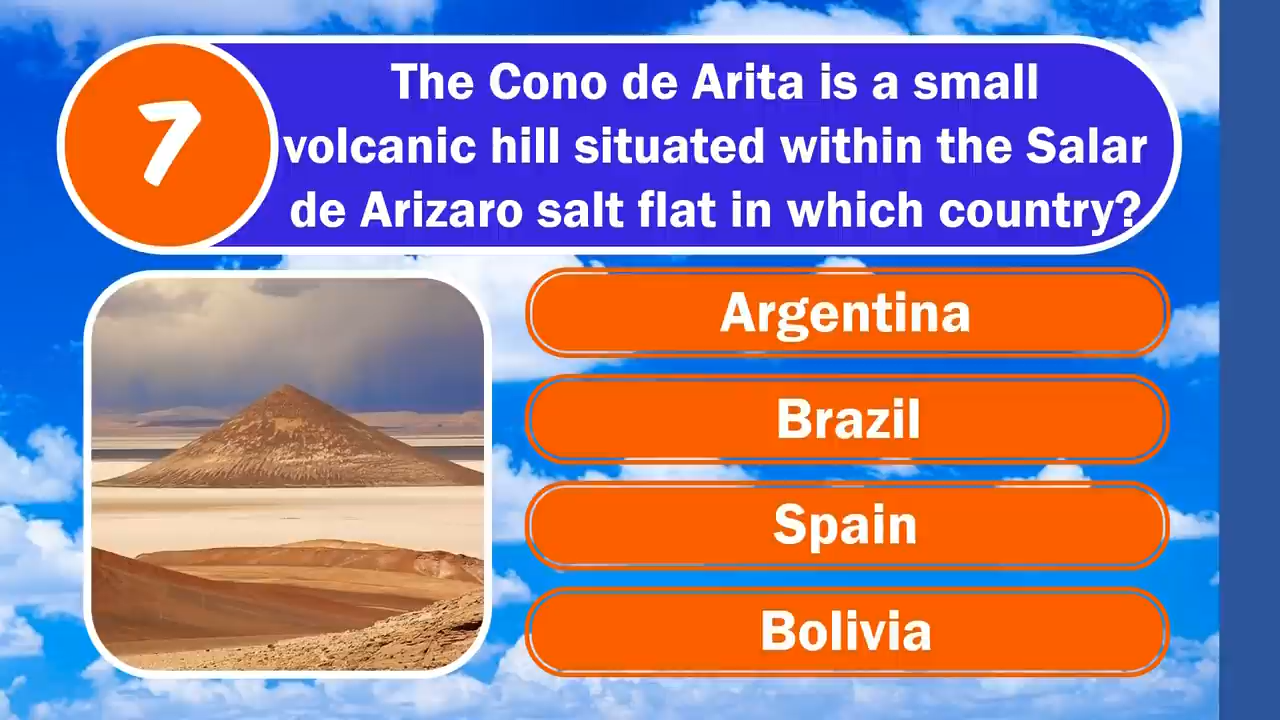 7
The Cono de Arita is a small
volcanic hill situated within the Salar
de Arizaro salt flat in which country?
Argentina
Brazil
Spain
Bolivia